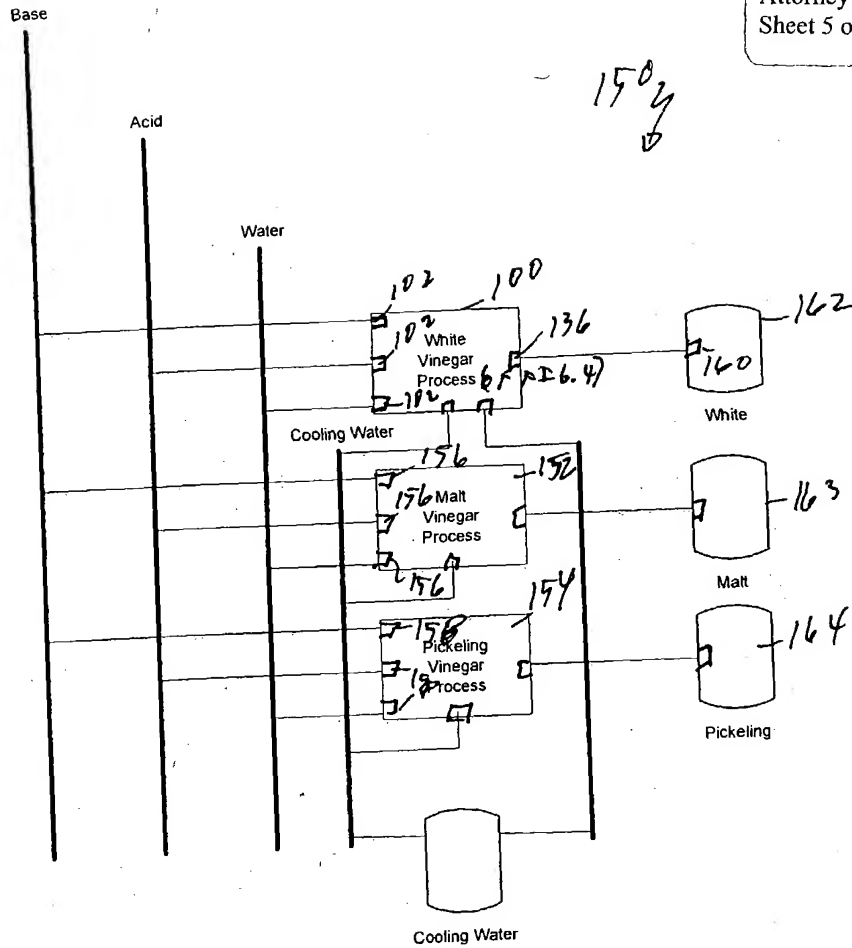 Base
Attorney
Sheet 5 o
150
Acid
Water
102
100
White
Vinegar
Process
102
102
136
162
160
White
Cooling Water
156
152
Malt
Vinegar
Process
156
156
163
Malt
158
154
Pickeling
Vinegar
Process
164
Pickeling
Cooling Water